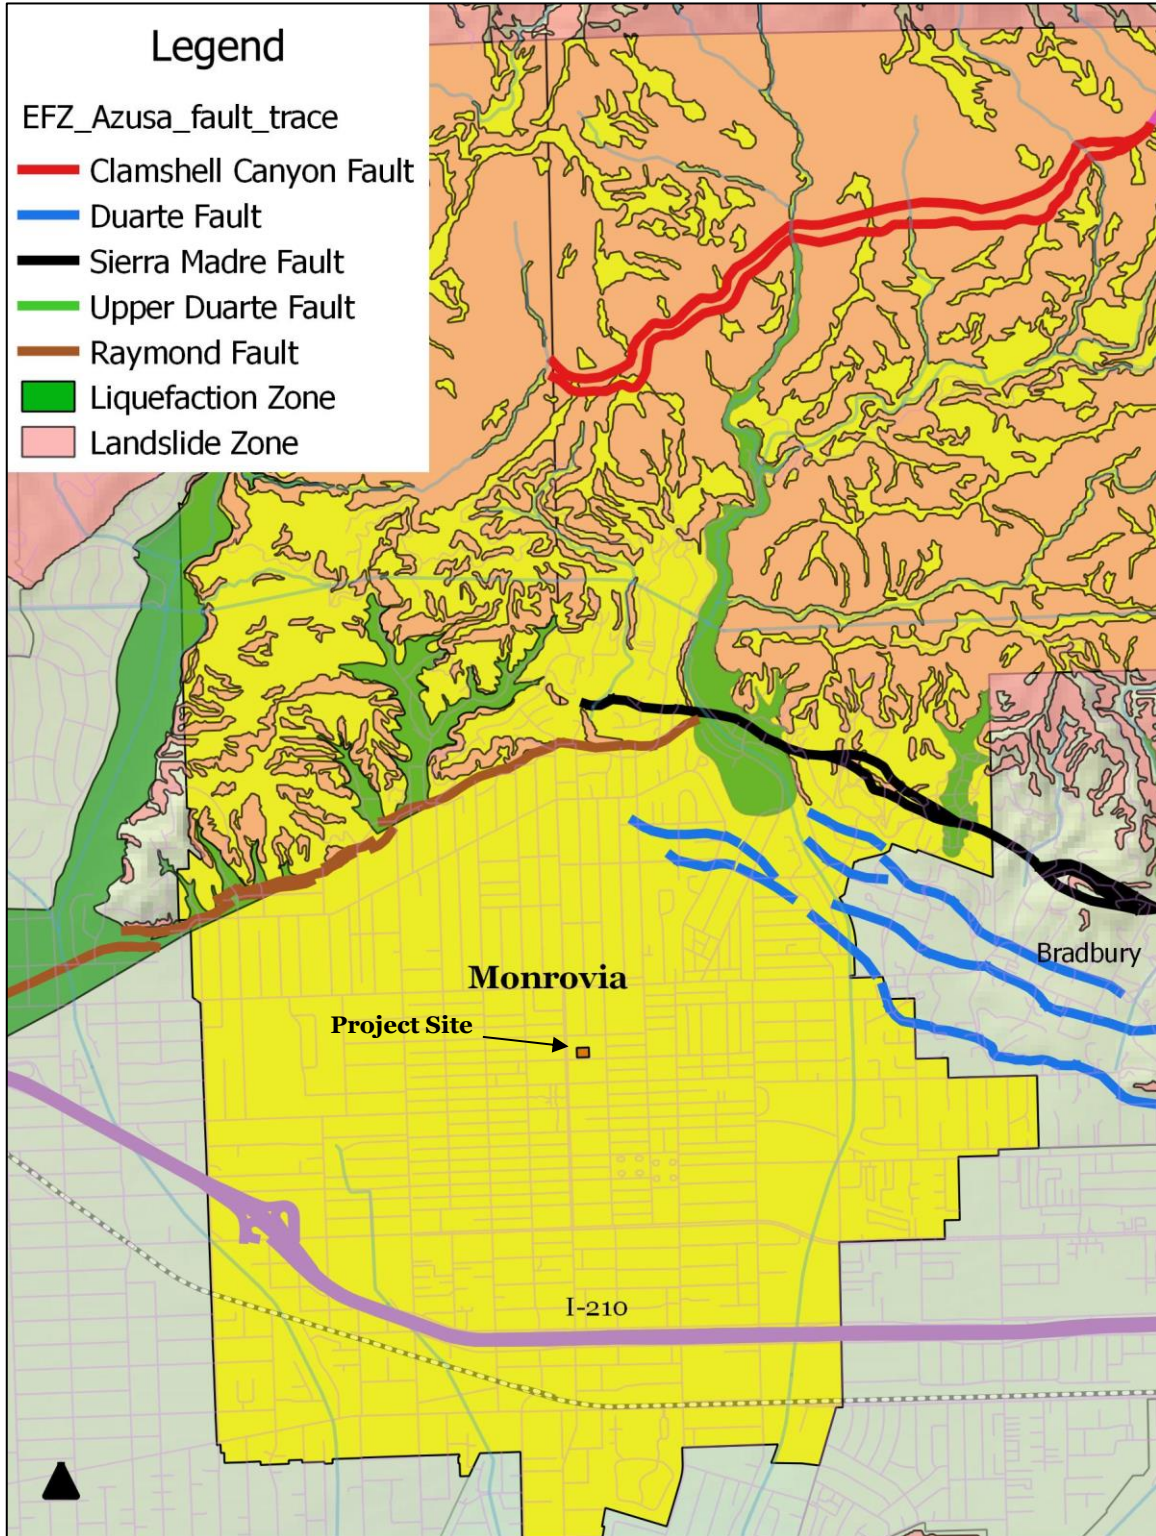 Legend
EFZ_Azusa_fault_trace
Clamshell Canyon Fault
Duarte Fault
Sierra Madre Fault
Upper Duarte Fault
Raymond Fault
Liquefaction Zone
Landslide Zone
Bradbury
Monrovia
Project Site
I-210